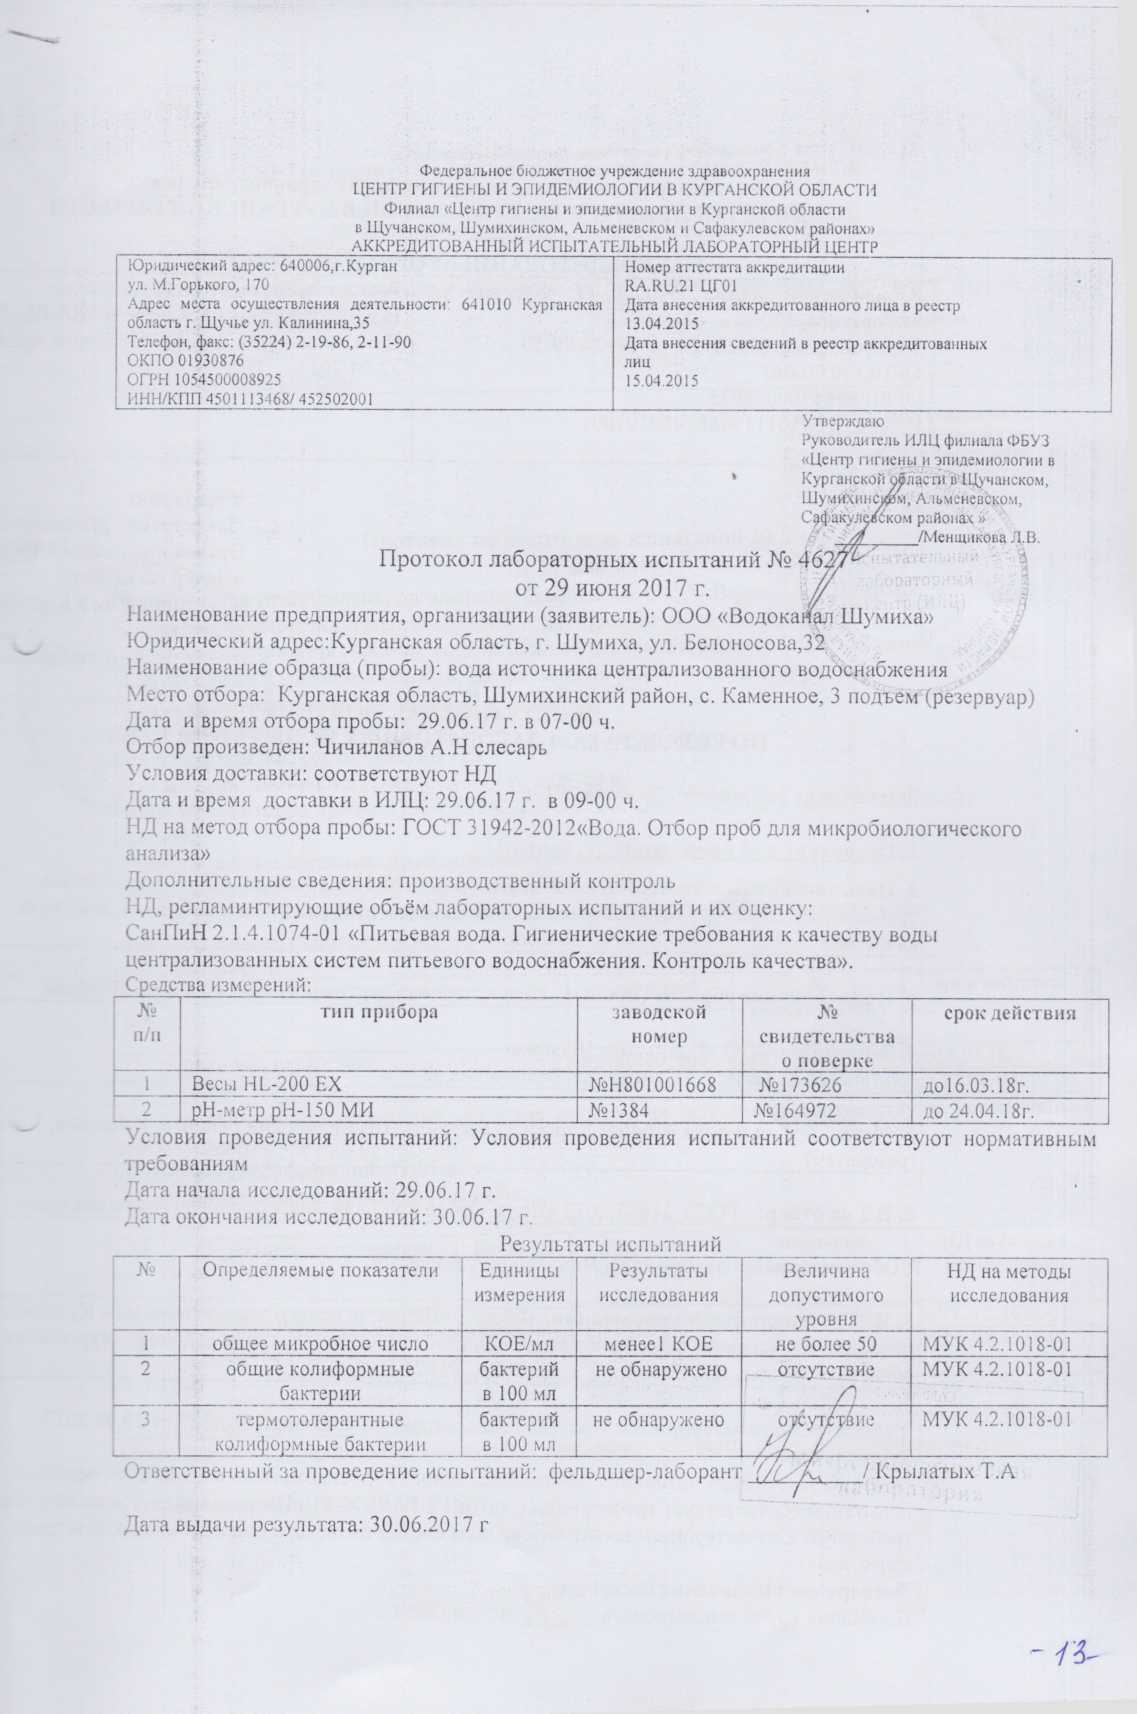 Федеральное бюджетное учреждение здравоохранения
ЦЕНТР ГИГИЕНЫ И ЭПИДЕМИОЛОГИИ В КУРГАНСКОЙ ОБЛАСТИ
Филиал «Центр гигиены и эпидемиологии в Курганской области
в Щучанском, Шумихинском, Альменевском и Сафакулевском районах»
АККРЕДИТОВАННЫЙ ИСПЫТАТЕЛЬНЫЙ ЛАБОРАТОРНЫЙ ЦЕНТР
Юридический адрес: 640006,г.Курган
ул. М.Горького, 170
Адрес места осуществления деятельности: 641010 Курганская
область г. Щучье ул. Калинина,35
Телефон, факс: (35224) 2-19-86, 2-11-90
ОКПО 01930876
ОГРН 1054500008925
ИНН/КПП 4501113468/ 452502001
Номер аттестата аккредитации
RA.RU.21 ЦГ01
Дата внесения аккредитованного лица в реестр
13.04.2015
Дата внесения сведений в реестр аккредитованных
лиц
15.04.2015
Утверждаю
Руководитель ИЛЦ филиала ФБУЗ
«Центр гигиены и эпидемиологии в
Курганской области в Щучанском,
Шумихинском, Альменевском,
Сафакулевском районах »
/Менщикова Л.В.
испытательный
лабораторный
центр (ИЛЦ)
Протокол лабораторных испытаний № 4627
от 29 июня 2017 г.
Наименование предприятия, организации (заявитель): ООО «Водоканал Шумиха»
Юридический адрес:Курганская область, г. Шумиха, ул. Белоносова,32
Наименование образца (пробы): вода источника централизованного водоснабжения
Место отбора: Курганская область, Шумихинский район, с. Каменное, 3 подъем (резервуар)
Дата и время отбора пробы: 29.06.17 г. в 07-00 ч.
Отбор произведен: Чичиланов А.Н слесарь
Условия доставки: соответствуют НД
Дата и время доставки в ИЛЦ: 29.06.17 г. в 09-00 ч.
НД на метод отбора пробы: ГОСТ 31942-2012«Вода. Отбор проб для микробиологического
анализа»
Дополнительные сведения: производственный контроль
НД, регламинтирующие объём лабораторных испытаний и их оценку:
СанПиН 2.1.4.1074-01 «Питьевая вода. Гигиенические требования к качеству воды
централизованных систем питьевого водоснабжения. Контроль качества».
Средства измерений:
№ п/п тип прибора заводской номер № свидетельства о поверке срок действия
1 Весы HL-200 EX №Н801001668 №173626 до16.03.18г.
2 рН-метр рН-150 МИ №1384 №164972 до 24.04.18г.
Условия проведения испытаний: Условия проведения испытаний соответствуют нормативным
требованиям
Дата начала исследований: 29.06.17 г.
Дата окончания исследований: 30.06.17 г.
Результаты испытаний
№ Определяемые показатели Единицы измерения Результаты исследования Величина допустимого уровня НД на методы исследования
1 общее микробное число КОЕ/мл менее1 КОЕ не более 50 МУК 4.2.1018-01
2 общие колиформные бактерии бактерий в 100 мл не обнаружено отсутствие МУК 4.2.1018-01
3 термотолерантные колиформные бактерии бактерий в 100 мл не обнаружено отсутствие МУК 4.2.1018-01
Ответственный за проведение испытаний: фельдшер-лаборант / Крылатых Т.А
лаборатория
Дата выдачи результата: 30.06.2017 г
-13-